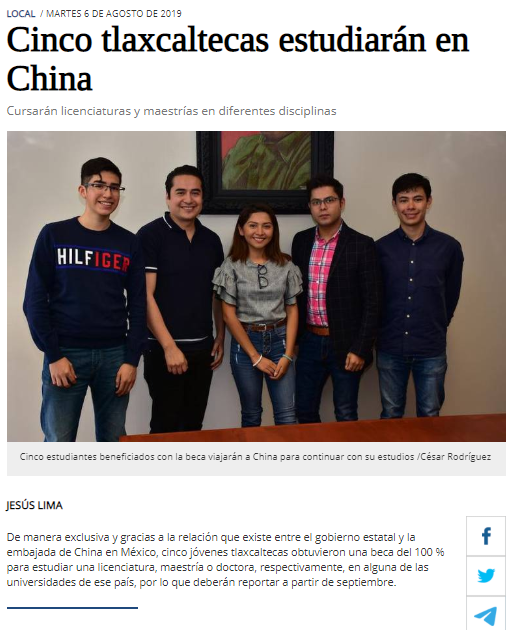 LOCAL / MARTES 6 DE AGOSTO DE 2019
Cinco tlaxcaltecas estudiarán en
China
Cursarán licenciaturas y maestrías en diferentes disciplinas
HILFIGER
Cinco estudiantes beneficiados con la beca viajarán a China para continuar con su estudios /César Rodríguez
JESÚS LIMA
De manera exclusiva y gracias a la relación que existe entre el gobierno estatal y la
embajada de China en México, cinco jóvenes tlaxcaltecas obtuvieron una beca del 100 %
para estudiar una licenciatura, maestría o doctora, respectivamente, en alguna de las
universidades de ese país, por lo que deberán reportar a partir de septiembre.